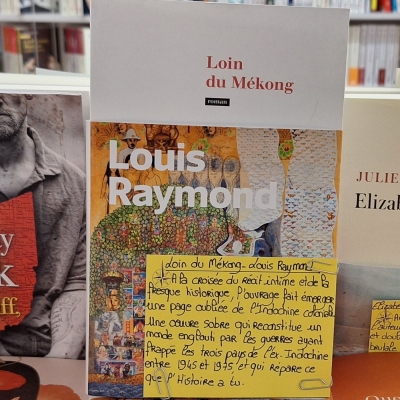 Loin
du Mékong
roman
Louis
Raymond
Loin du Mékong - Louis Raymond
À la croisée du récit intime et de la
fresque historique, l'ouvrage fait émerger
une page oubliée de l'Indochine coloniale.
Une œuvre sobre qui reconstitue un
monde englouti par les guerres ayant
frappé les trois pays de l'ex. Indochine
entre 1945 et 1975 et qui répare ce
que l'Histoire a tu.
JULIE
Eliza